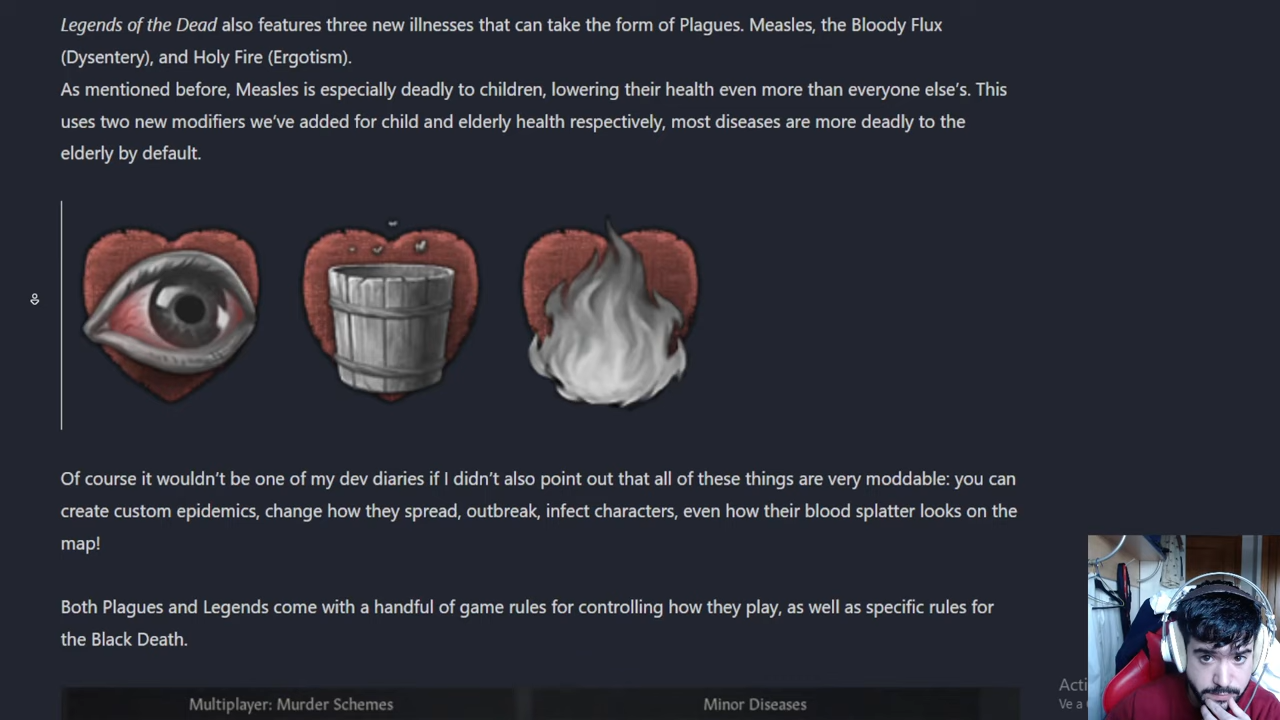 Legends of the Dead also features three new illnesses that can take the form of Plagues. Measles, the Bloody Flux
(Dysentery), and Holy Fire (Ergotism).
As mentioned before, Measles is especially deadly to children, lowering their health even more than everyone else’s. This
uses two new modifiers we’ve added for child and elderly health respectively, most diseases are more deadly to the
elderly by default.
Of course it wouldn’t be one of my dev diaries if I didn’t also point out that all of these things are very moddable: you can
create custom epidemics, change how they spread, outbreak, infect characters, even how their blood splatter looks on the
map!
Both Plagues and Legends come with a handful of game rules for controlling how they play, as well as specific rules for
the Black Death.
Multiplayer: Murder Schemes
Minor Diseases
Acti
Ve a